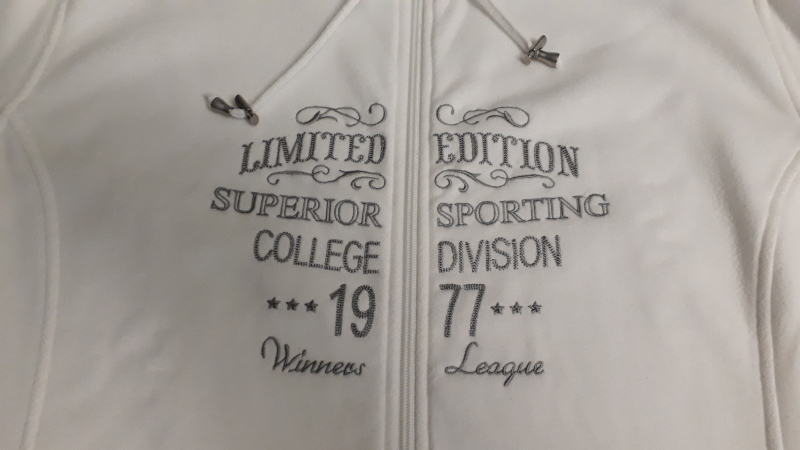 LIMITED EDITION
SUPERIOR SPORTING
COLLEGE DIVISION
★★★ 19 77 ★★★
Winners League